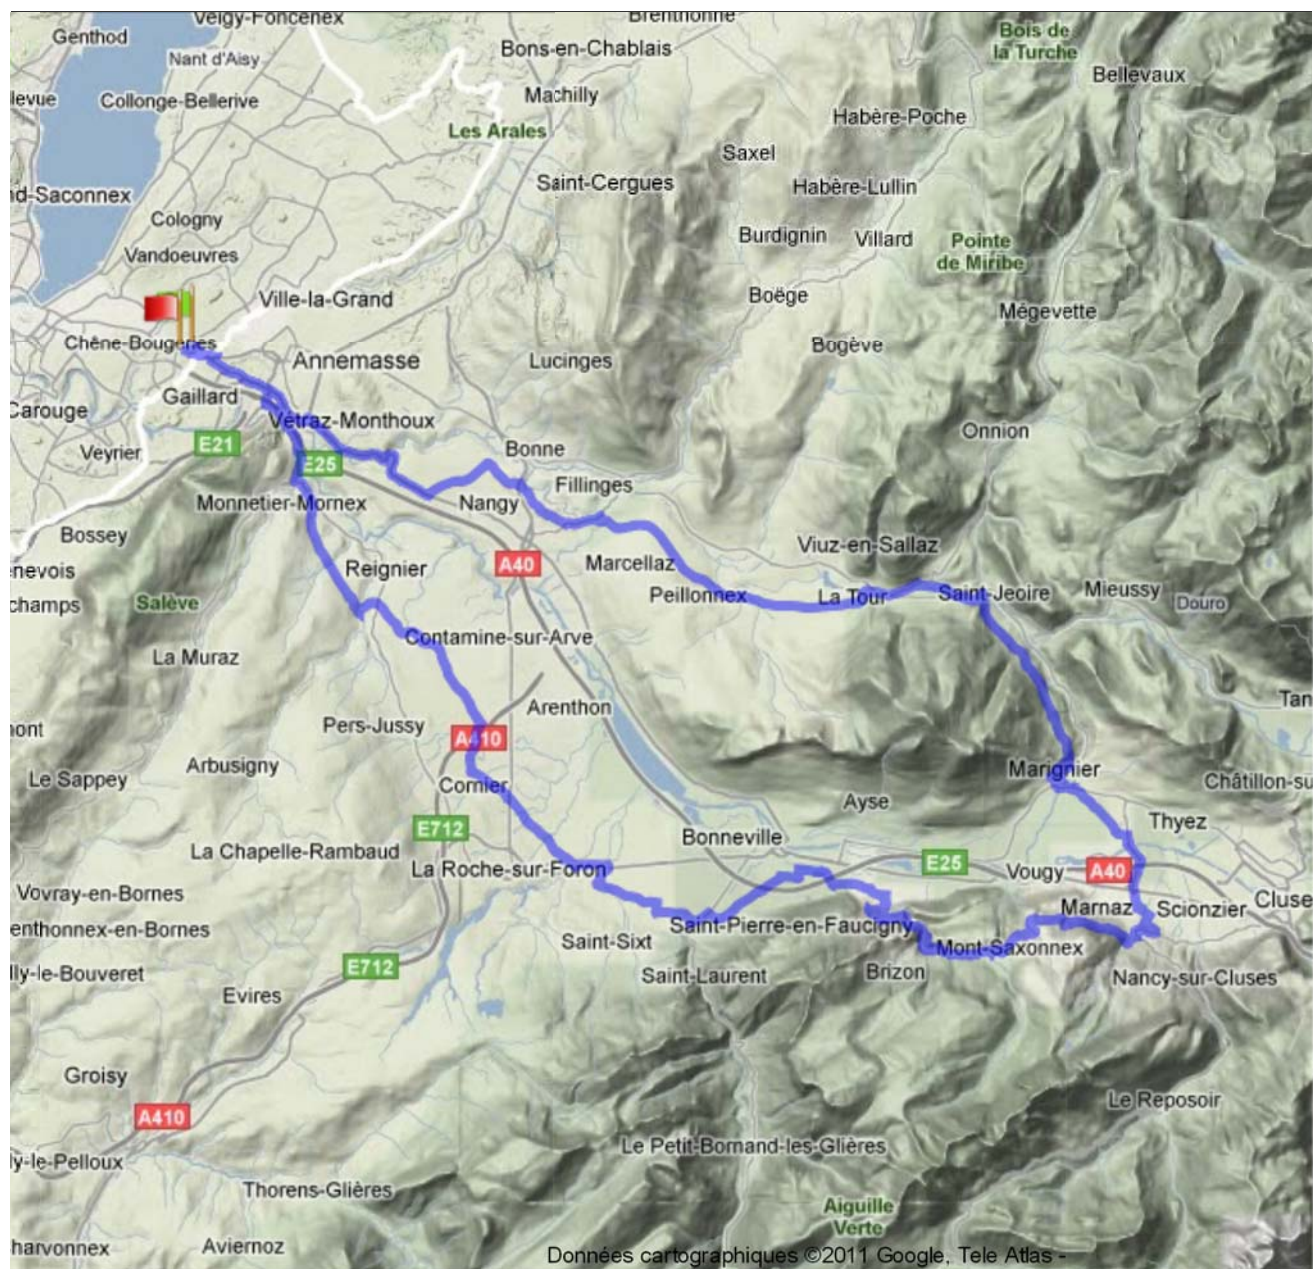 Veigy-Foncenex
Brenthonne
Genthod
Bons-en-Chablais
Bois de
la Turche
Nant d'Aisy
Bellevaux
levue
Collonge-Bellerive
Machilly
Habère-Poche
Les Arales
Saxel
Saint-Cergues
Habère-Lullin
nd-Saconnex
Cologny
Burdignin
Villard
Pointe
de Miribe
Vandoeuvres
Ville-la-Grand
Boëge
Mégevette
Chêne-Bougeries
Annemasse
Lucinges
Bogève
Gaillard
Carouge
Vétraz-Monthoux
Onnion
E21
Veyrier
Bonne
E25
Fillinges
Monnetier-Mornex
Nangy
Bossey
Viuz-en-Sallaz
enevois
Reignier
A40
Marcellaz
Peillonnex
La Tour
Saint-Jeoire
Mieussy
Douro
champs
Salève
Contamine-sur-Arve
La Muraz
Tan
Arenthon
Pers-Jussy
nont
A410
Le Sappey
Arbusigny
Cornier
Marignier
Châtillon-su
Ayse
E712
Bonneville
Thyez
La Chapelle-Rambaud
La Roche-sur-Foron
E25
Vougy
A40
Vovray-en-Bornes
Marnaz
Scionzier
Cluse
enthonnex-en-Bornes
Saint-Pierre-en-Faucigny
Saint-Sixt
Mont-Saxonnex
lly-le-Bouveret
E712
Saint-Laurent
Brizon
Nancy-sur-Cluses
Evires
Groisy
Le Reposoir
A410
Le Petit-Bornand-les-Glières
ly-le-Pelloux
Thorens-Glières
Aiguille
Verte
harvonnex
Aviernoz
Données cartographiques ©2011 Google, Tele Atlas -